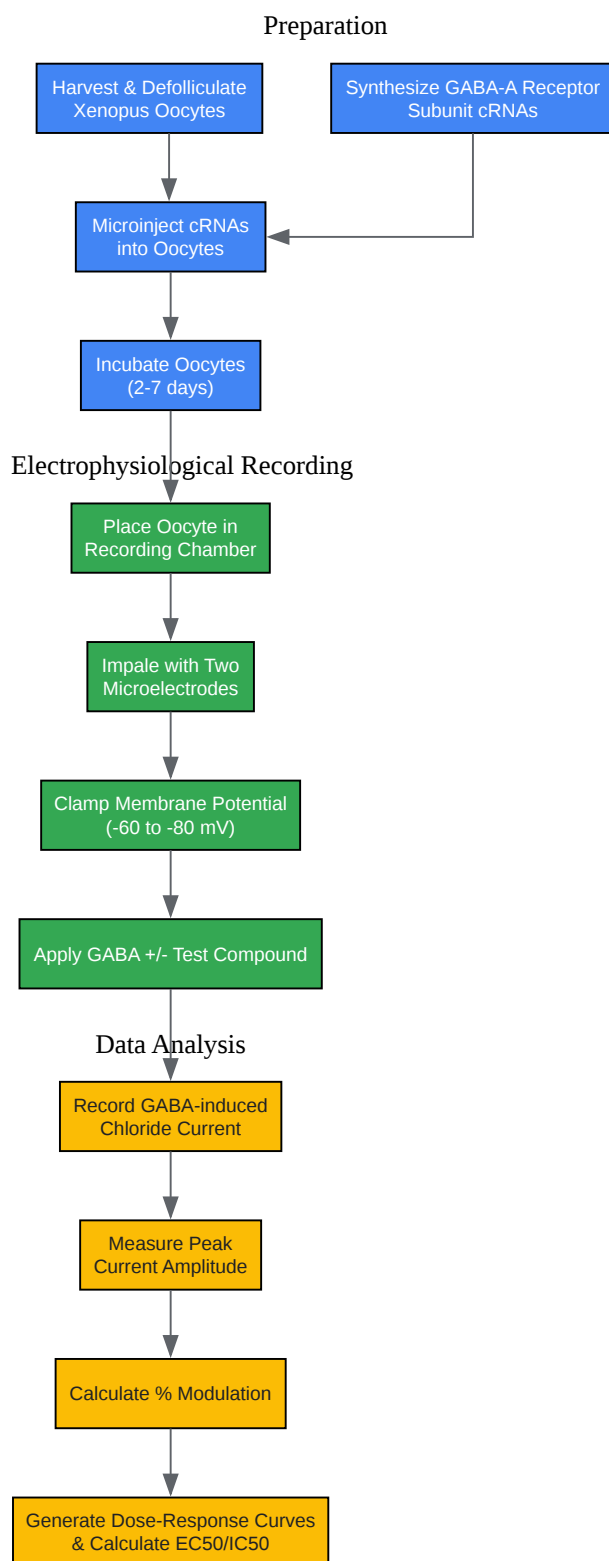 Preparation
Harvest & Defolliculate
Xenopus Oocytes
Synthesize GABA-A Receptor
Subunit cRNAs
Microinject cRNAs
into Oocytes
Incubate Oocytes
(2-7 days)
Electrophysiological Recording
Place Oocyte in
Recording Chamber
Impale with Two
Microelectrodes
Clamp Membrane Potential
(-60 to -80 mV)
Apply GABA +/- Test Compound
Data Analysis
Record GABA-induced
Chloride Current
Measure Peak
Current Amplitude
Calculate % Modulation
Generate Dose-Response Curves
& Calculate EC50/IC50